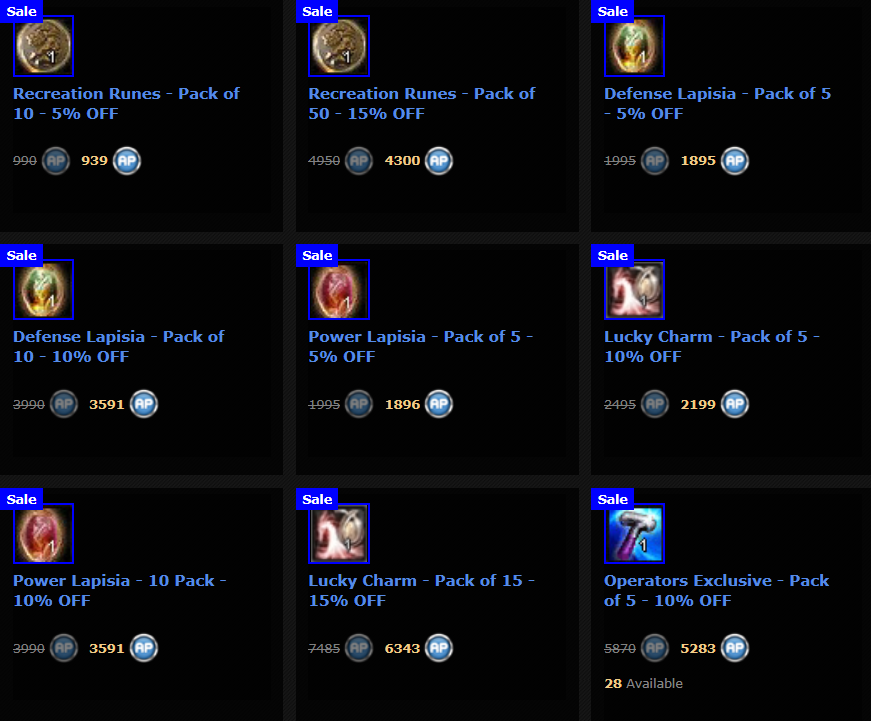 Sale
1
Recreation Runes - Pack of
10 - 5% OFF
990 AP 939 AP
Sale
1
Recreation Runes - Pack of
50 - 15% OFF
4950 AP 4300 AP
Sale
1
Defense Lapisia - Pack of 5
- 5% OFF
1995 AP 1895 AP
Sale
1
Defense Lapisia - Pack of
10 - 10% OFF
3990 AP 3591 AP
Sale
1
Power Lapisia - Pack of 5 -
5% OFF
1995 AP 1896 AP
Sale
1
Lucky Charm - Pack of 5 -
10% OFF
2495 AP 2199 AP
Sale
1
Power Lapisia - 10 Pack -
10% OFF
3990 AP 3591 AP
Sale
1
Lucky Charm - Pack of 15 -
15% OFF
7485 AP 6343 AP
Sale
1
Operators Exclusive - Pack
of 5 - 10% OFF
5870 AP 5283 AP
28 Available